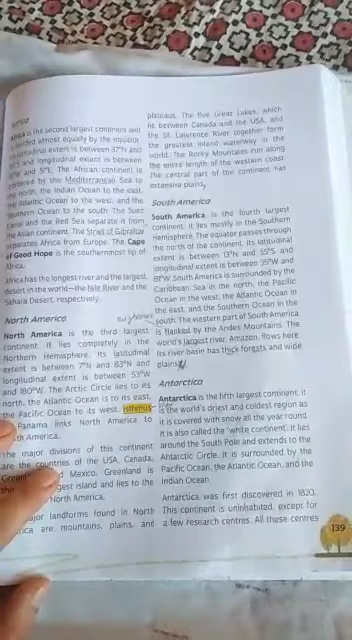 Africa
Africa is the second largest continent and
is divided almost equally by the equator.
Its latitudinal extent is between 37°N and
and longitudinal extent is between
and 51°E. The African continent is
bordered by the Mediterranean Sea to
the north, the Indian Ocean to the east,
the Atlantic Ocean to the west, and the
Southern Ocean to the south. The Suez
Canal and the Red Sea separate it from
the Asian continent. The Strait of Gibraltar
separates Africa from Europe. The Cape
of Good Hope is the southernmost tip of
Africa.
Africa has the longest river and the largest
desert in the world—the Nile River and the
Sahara Desert, respectively.
North America
North America is the third largest
continent. It lies completely in the
Northern Hemisphere. Its latitudinal
extent is between 7°N and 83°N and
longitudinal extent is between 53°W
and 180°W. The Arctic Circle lies to its
north, the Atlantic Ocean is to its east,
the Pacific Ocean to its west. Isthmus
Panama links North America to
South America.
The major divisions of this continent
are the countries of the USA, Canada,
Greenland and Mexico. Greenland is
the largest island and lies to the
North America.
major landforms found in North
America are mountains, plains, and
plateaus. The five Great Lakes, which
lie between Canada and the USA, and
the St. Lawrence River together form
the greatest inland waterway in the
world. The Rocky Mountains run along
the entire length of the western coast.
The central part of the continent has
extensive plains.
South America
South America is the fourth largest
continent. It lies mostly in the Southern
Hemisphere. The equator passes through
the north of the continent. Its latitudinal
extent is between 13°N and 55°S and
longitudinal extent is between 35°W and
81°W. South America is surrounded by the
Caribbean Sea in the north, the Pacific
Ocean in the west, the Atlantic Ocean in
the east, and the Southern Ocean in the
south. The western part of South America
is flanked by the Andes Mountains. The
world's largest river, Amazon, flows here.
Its river basin has thick forests and wide
plains.
Antarctica
Antarctica is the fifth largest continent. It
is the world's driest and coldest region as
it is covered with snow all the year round.
It is also called the 'white continent'. It lies
around the South Pole and extends to the
Antarctic Circle. It is surrounded by the
Pacific Ocean, the Atlantic Ocean, and the
Indian Ocean.
Antarctica was first discovered in 1820.
This continent is uninhabited, except for
a few research centres. All these centres
139